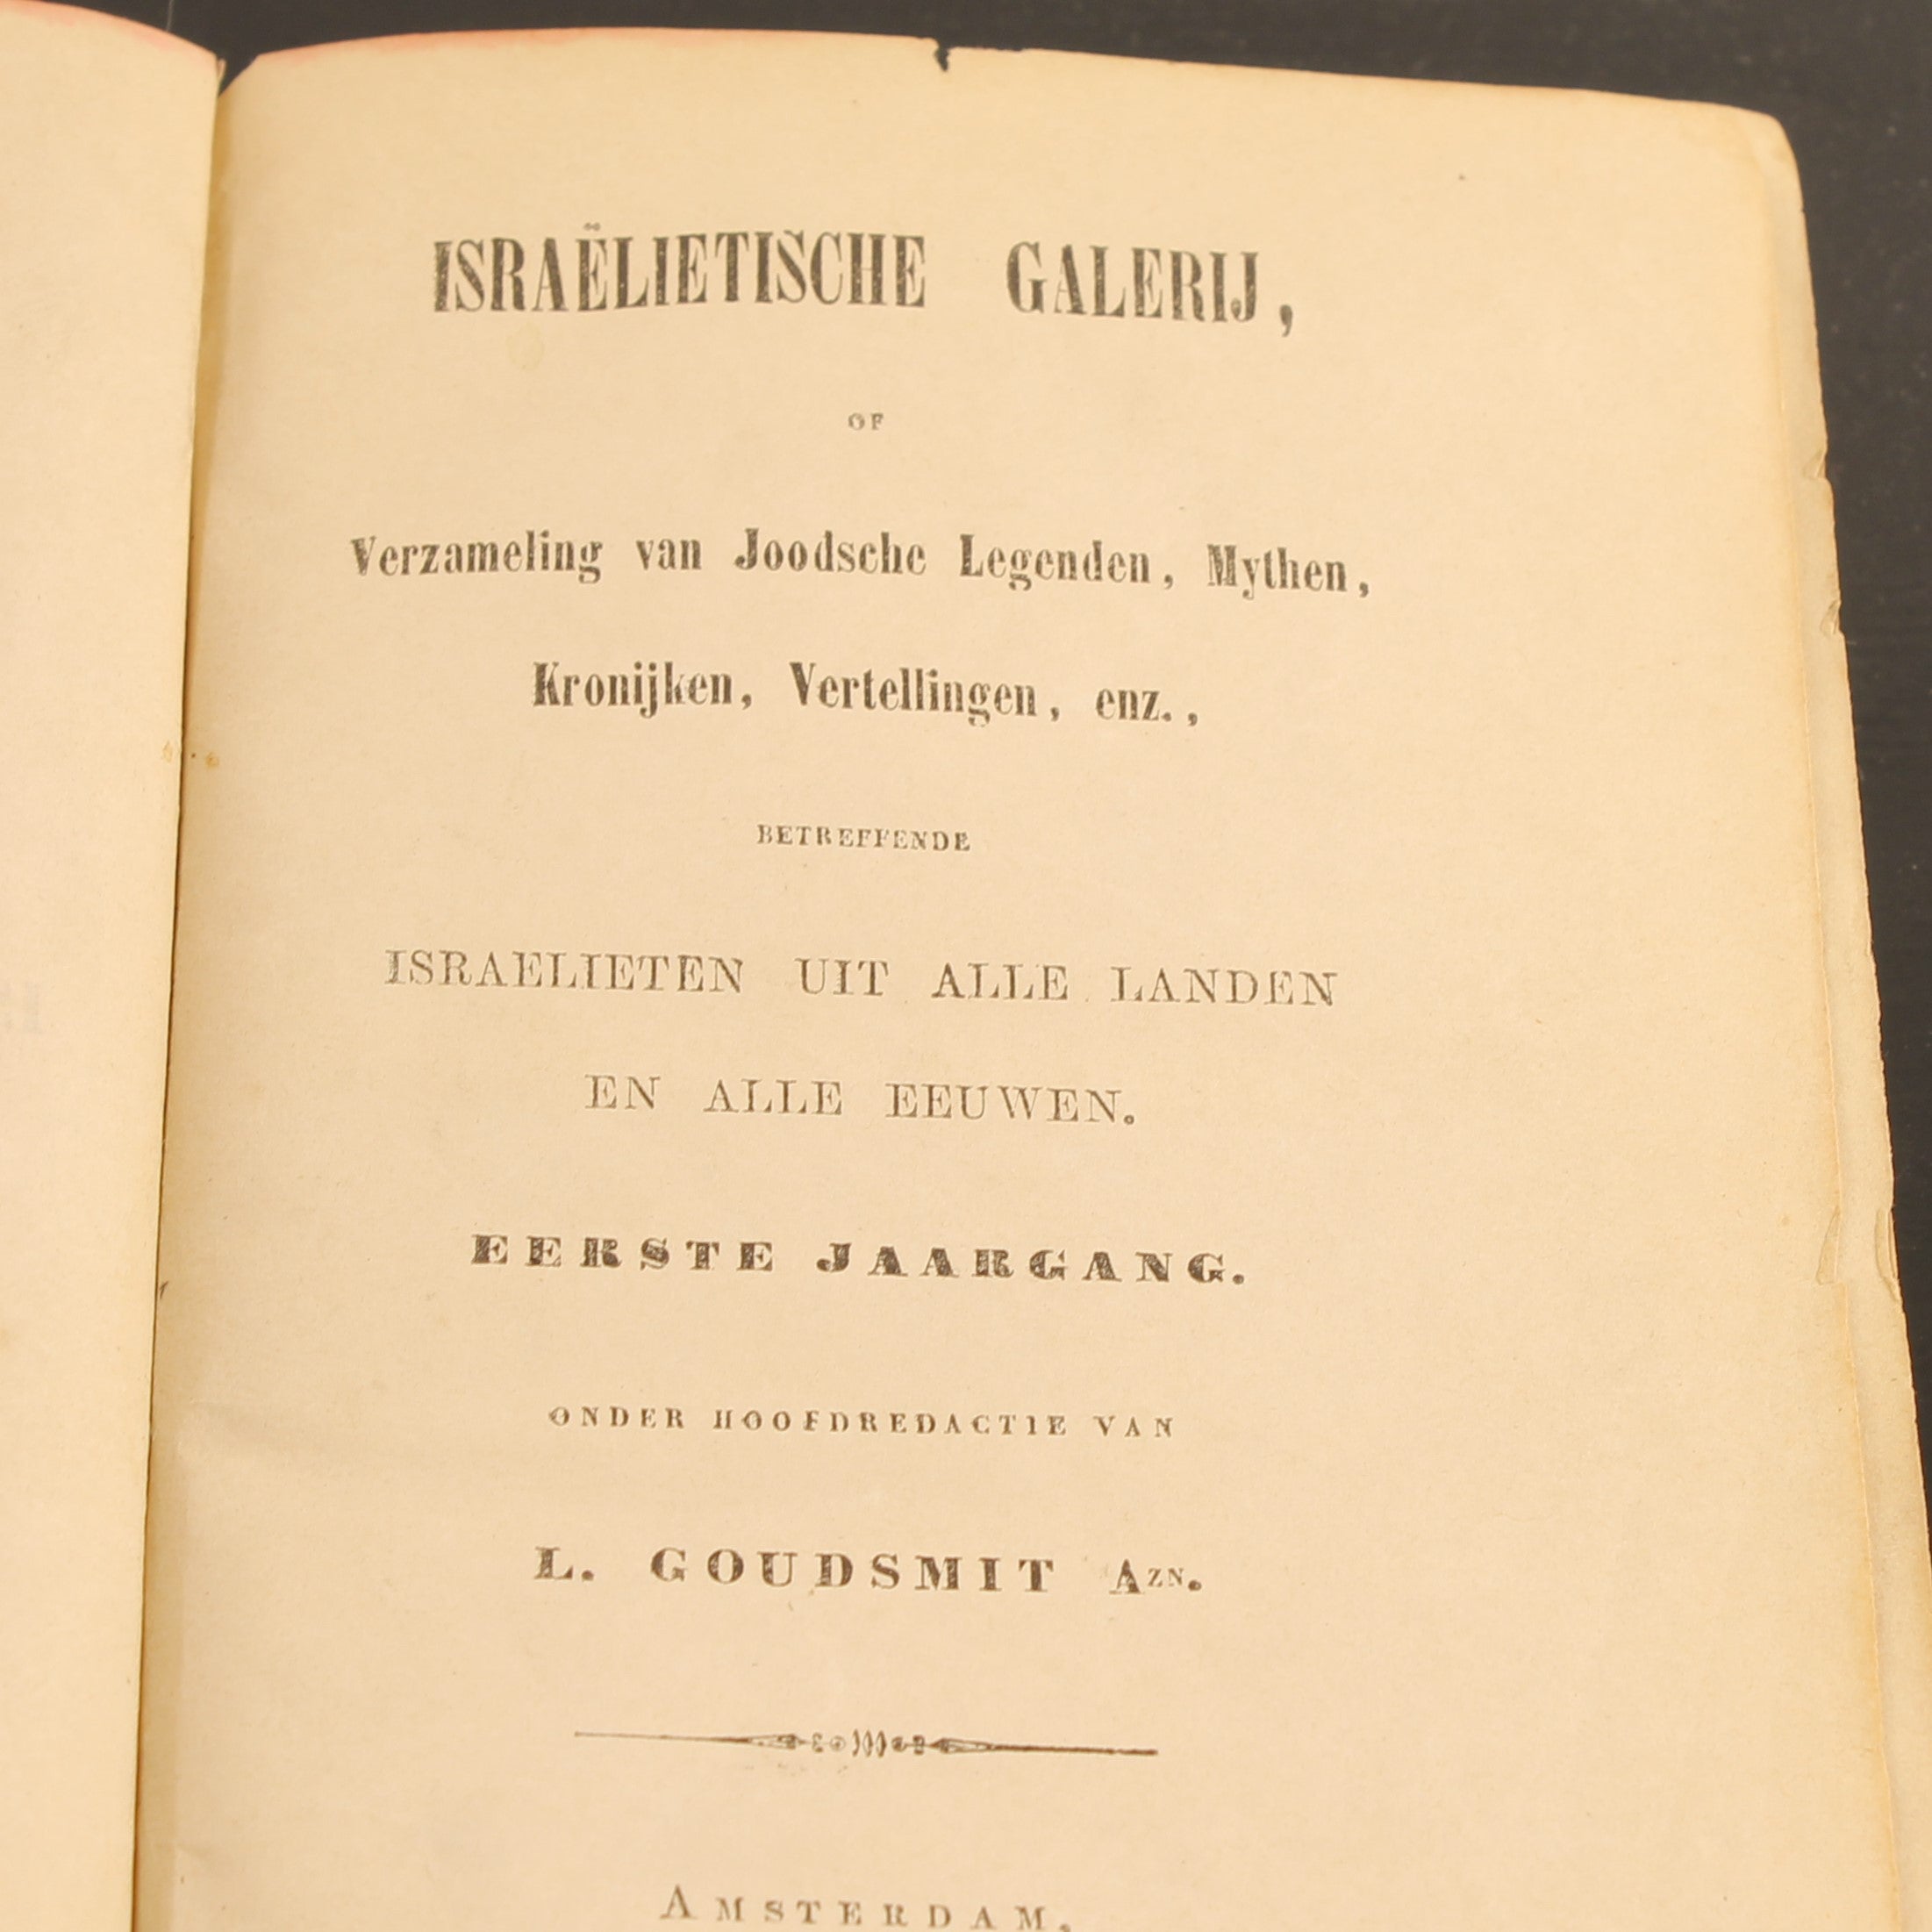 ISRAËLIETISCHE GALERIJ,
OF
Verzameling van Joodsche Legenden, Mythen,
Kronijken, Vertellingen, enz.,
BETREFFENDE
ISRAELIETEN UIT ALLE LANDEN
EN ALLE EEUWEN.
EERSTE JAARGANG.
ONDER HOOFDREDACTIE VAN
L. GOUDSMIT AZN.
AMSTERDAM,